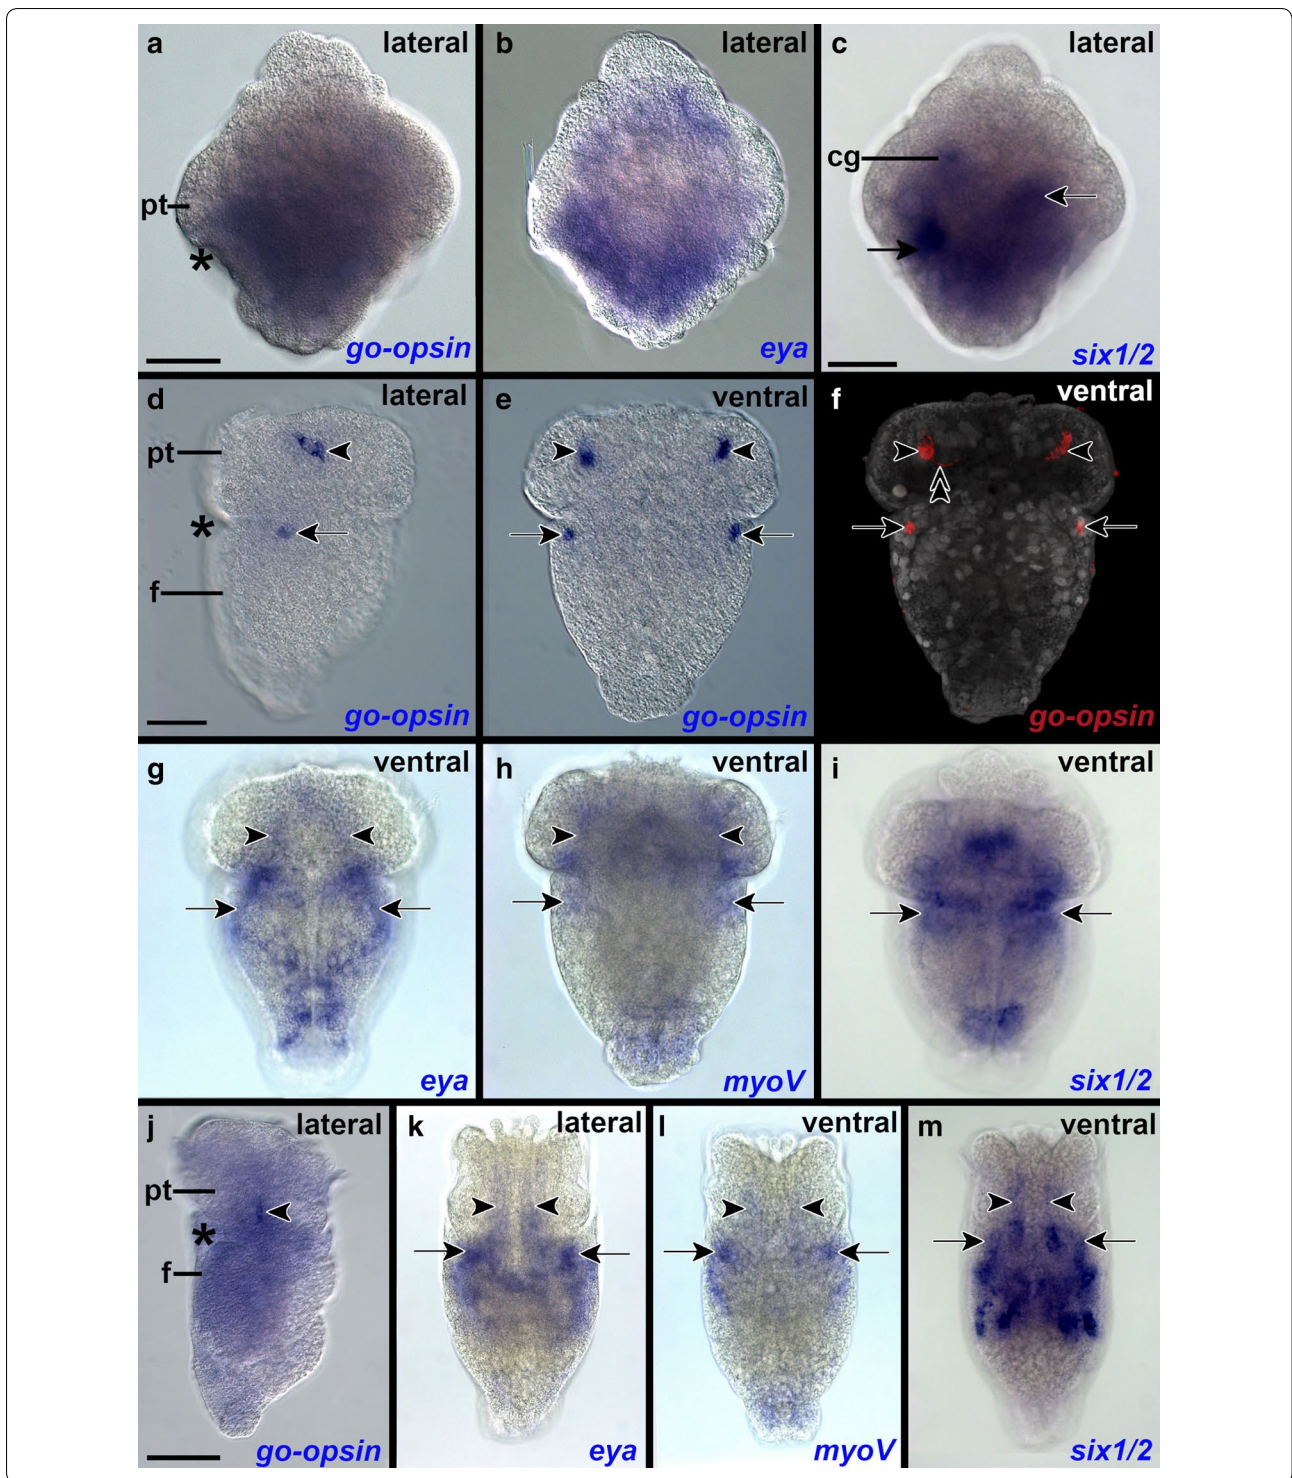 a lateral
pt
*
go-opsin
b lateral
eya
c lateral
cg
six1/2
d lateral
pt
*
f
go-opsin
e ventral
go-opsin
f ventral
go-opsin
g ventral
eya
h ventral
myoV
i ventral
six1/2
j lateral
pt
*
f
go-opsin
k lateral
eya
l ventral
myoV
m ventral
six1/2